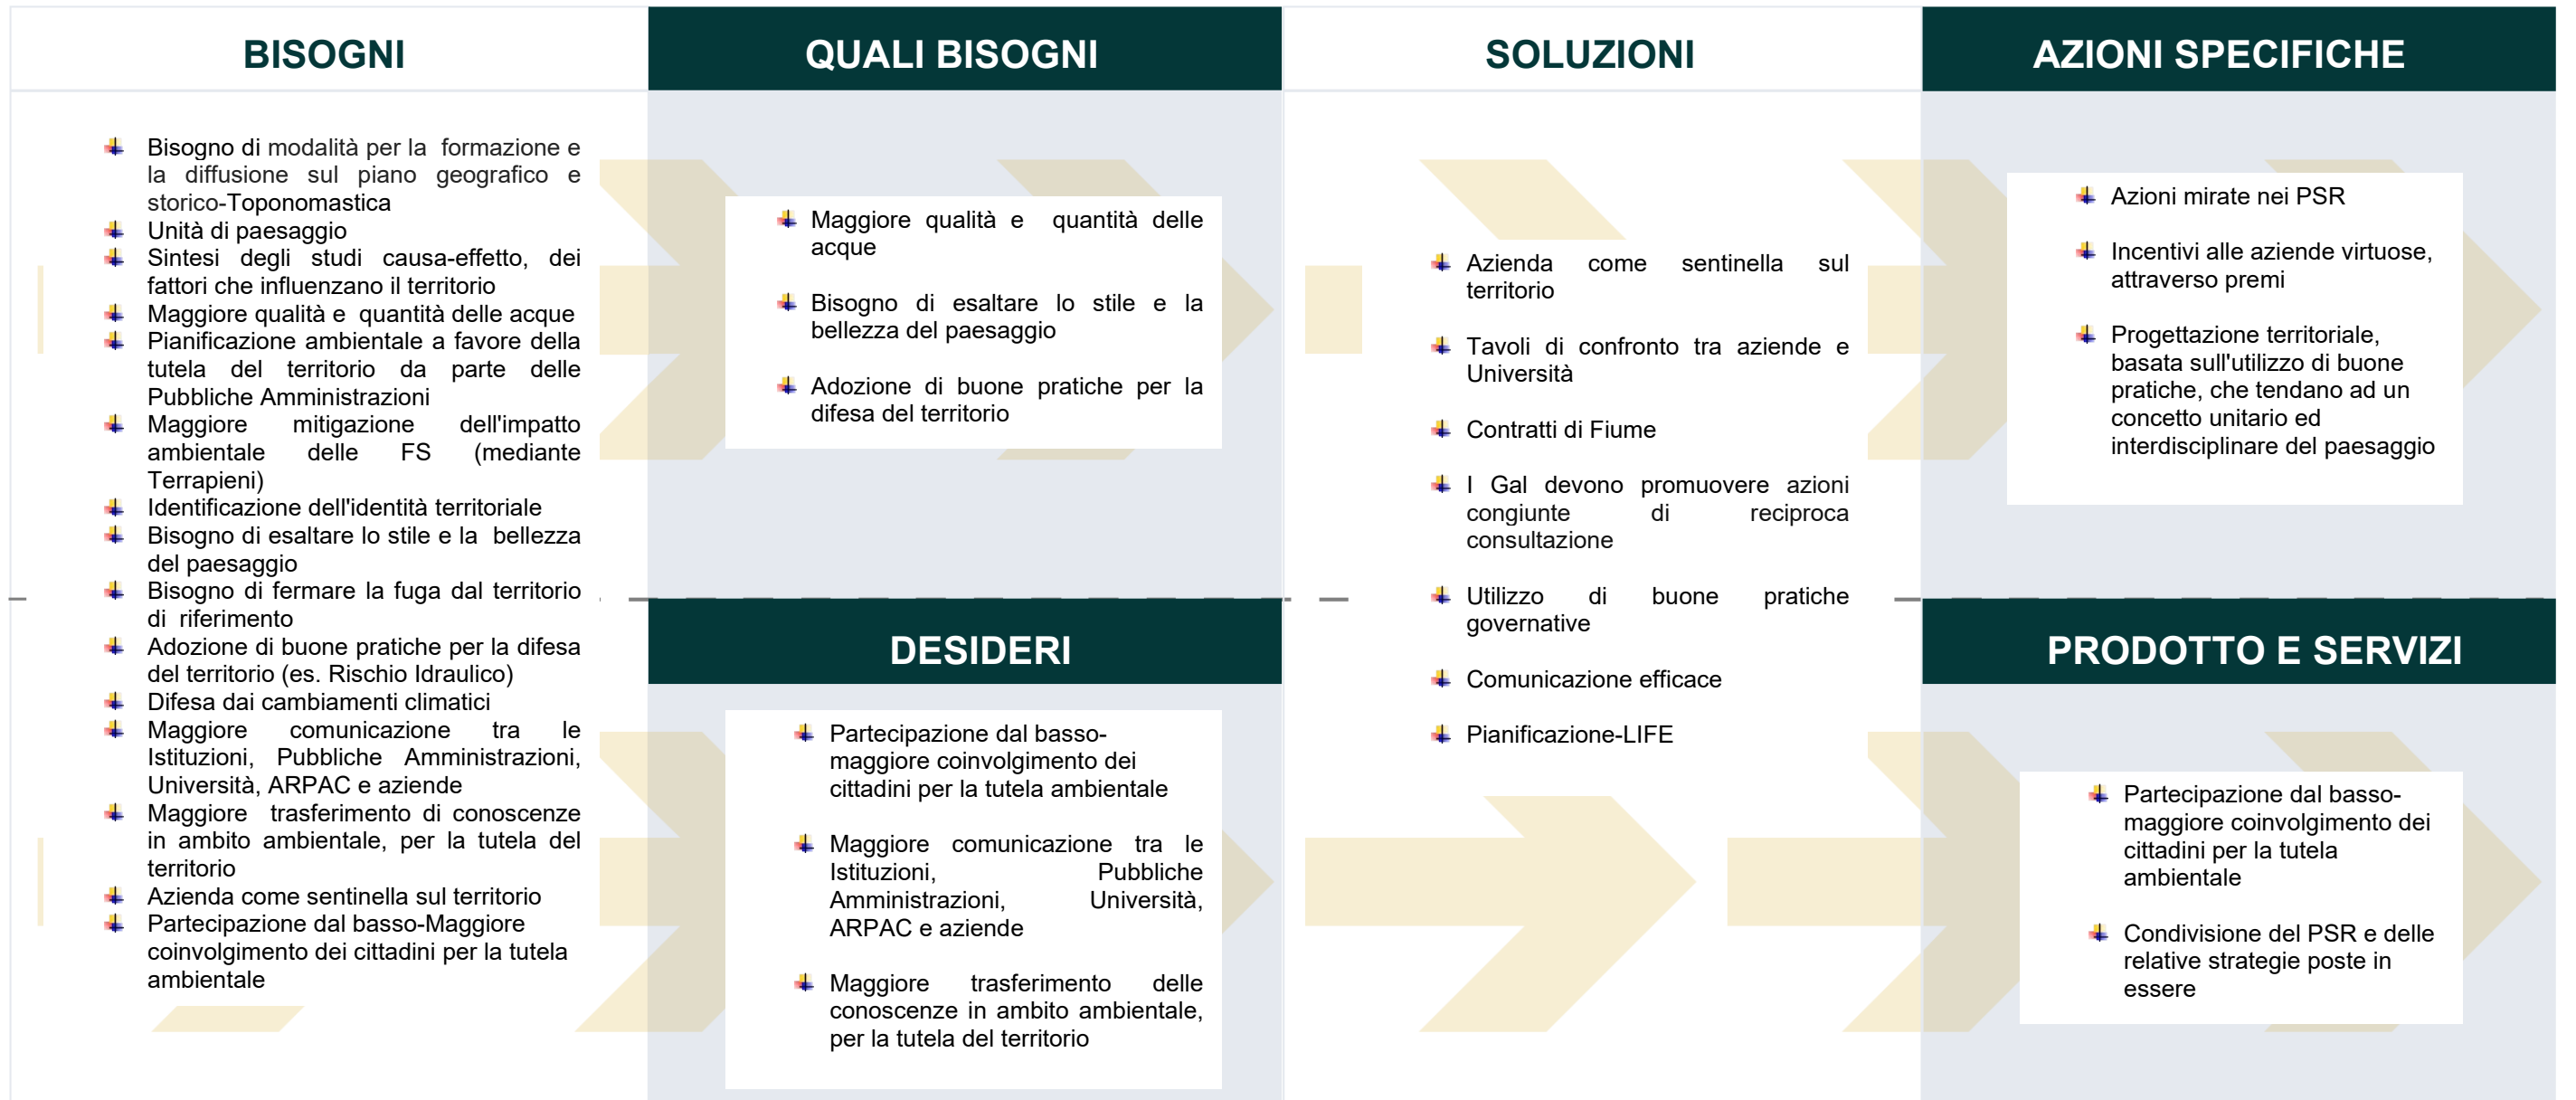 BISOGNI
Bisogno di modalità per la formazione e
la diffusione sul piano geografico e
storico-Toponomastica
Unità di paesaggio
Sintesi degli studi causa-effetto, dei
fattori che influenzano il territorio
Maggiore qualità e quantità delle acque
Pianificazione ambientale a favore della
tutela del territorio da parte delle
Pubbliche Amministrazioni
Maggiore mitigazione dell'impatto
ambientale delle FS (mediante
Terrapieni)
Identificazione dell'identità territoriale
Bisogno di esaltare lo stile e la bellezza
del paesaggio
Bisogno di fermare la fuga dal territorio
di riferimento
Adozione di buone pratiche per la difesa
del territorio (es. Rischio Idraulico)
Difesa dai cambiamenti climatici
Maggiore comunicazione tra le
Istituzioni, Pubbliche Amministrazioni,
Università, ARPAC e aziende
Maggiore trasferimento di conoscenze
in ambito ambientale, per la tutela del
territorio
Azienda come sentinella sul territorio
Partecipazione dal basso-Maggiore
coinvolgimento dei cittadini per la tutela
ambientale
QUALI BISOGNI
Maggiore qualità e quantità delle
acque
Bisogno di esaltare lo stile e la
bellezza del paesaggio
Adozione di buone pratiche per la
difesa del territorio
DESIDERI
Partecipazione dal basso-
maggiore coinvolgimento dei
cittadini per la tutela ambientale
Maggiore comunicazione tra le
Istituzioni, Pubbliche
Amministrazioni, Università,
ARPAC e aziende
Maggiore trasferimento delle
conoscenze in ambito ambientale,
per la tutela del territorio
SOLUZIONI
Azienda come sentinella sul
territorio
Tavoli di confronto tra aziende e
Università
Contratti di Fiume
I Gal devono promuovere azioni
congiunte di reciproca
consultazione
Utilizzo di buone pratiche
governative
Comunicazione efficace
Pianificazione-LIFE
AZIONI SPECIFICHE
Azioni mirate nei PSR
Incentivi alle aziende virtuose,
attraverso premi
Progettazione territoriale,
basata sull'utilizzo di buone
pratiche, che tendano ad un
concetto unitario ed
interdisciplinare del paesaggio
PRODOTTO E SERVIZI
Partecipazione dal basso-
maggiore coinvolgimento dei
cittadini per la tutela
ambientale
Condivisione del PSR e delle
relative strategie poste in
essere